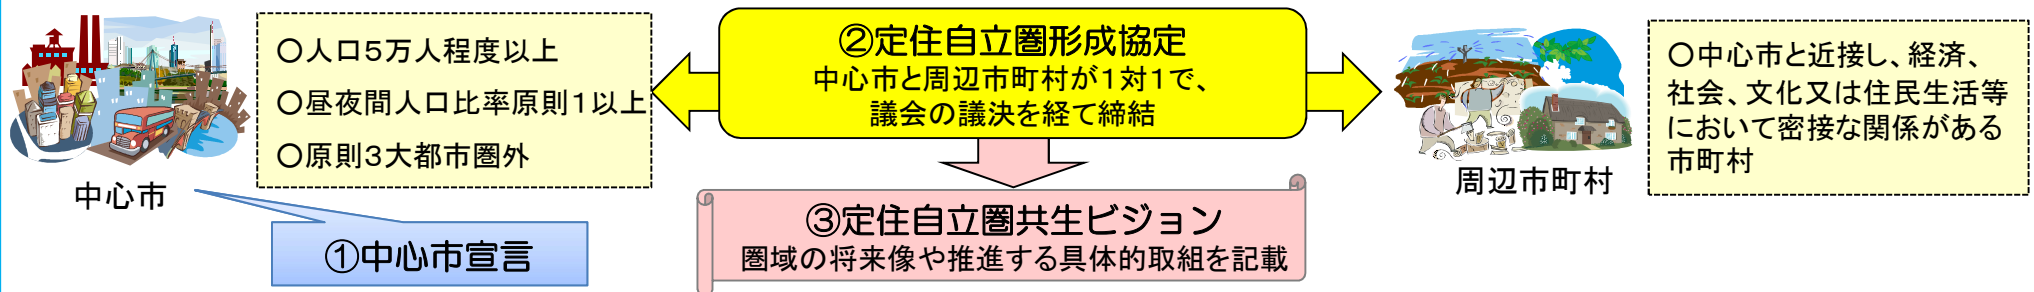 〇人口5万人程度以上
〇昼夜間人口比率原則1以上
〇原則3大都市圏外
中心市
①中心市宣言
②定住自立圏形成協定
中心市と周辺市町村が1対1で、
議会の議決を経て締結
③定住自立圏共生ビジョン
圏域の将来像や推進する具体的取組を記載
周辺市町村
〇中心市と近接し、経済、
社会、文化又は住民生活等
において密接な関係がある
市町村